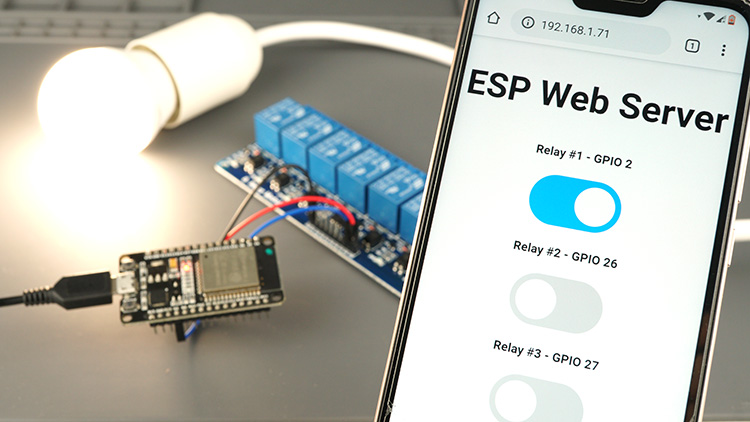 192.168.1.71
1
ESP Web Server
Relay #1 - GPIO 2
Relay #2 - GPIO 26
Relay #3 - GPIO 27